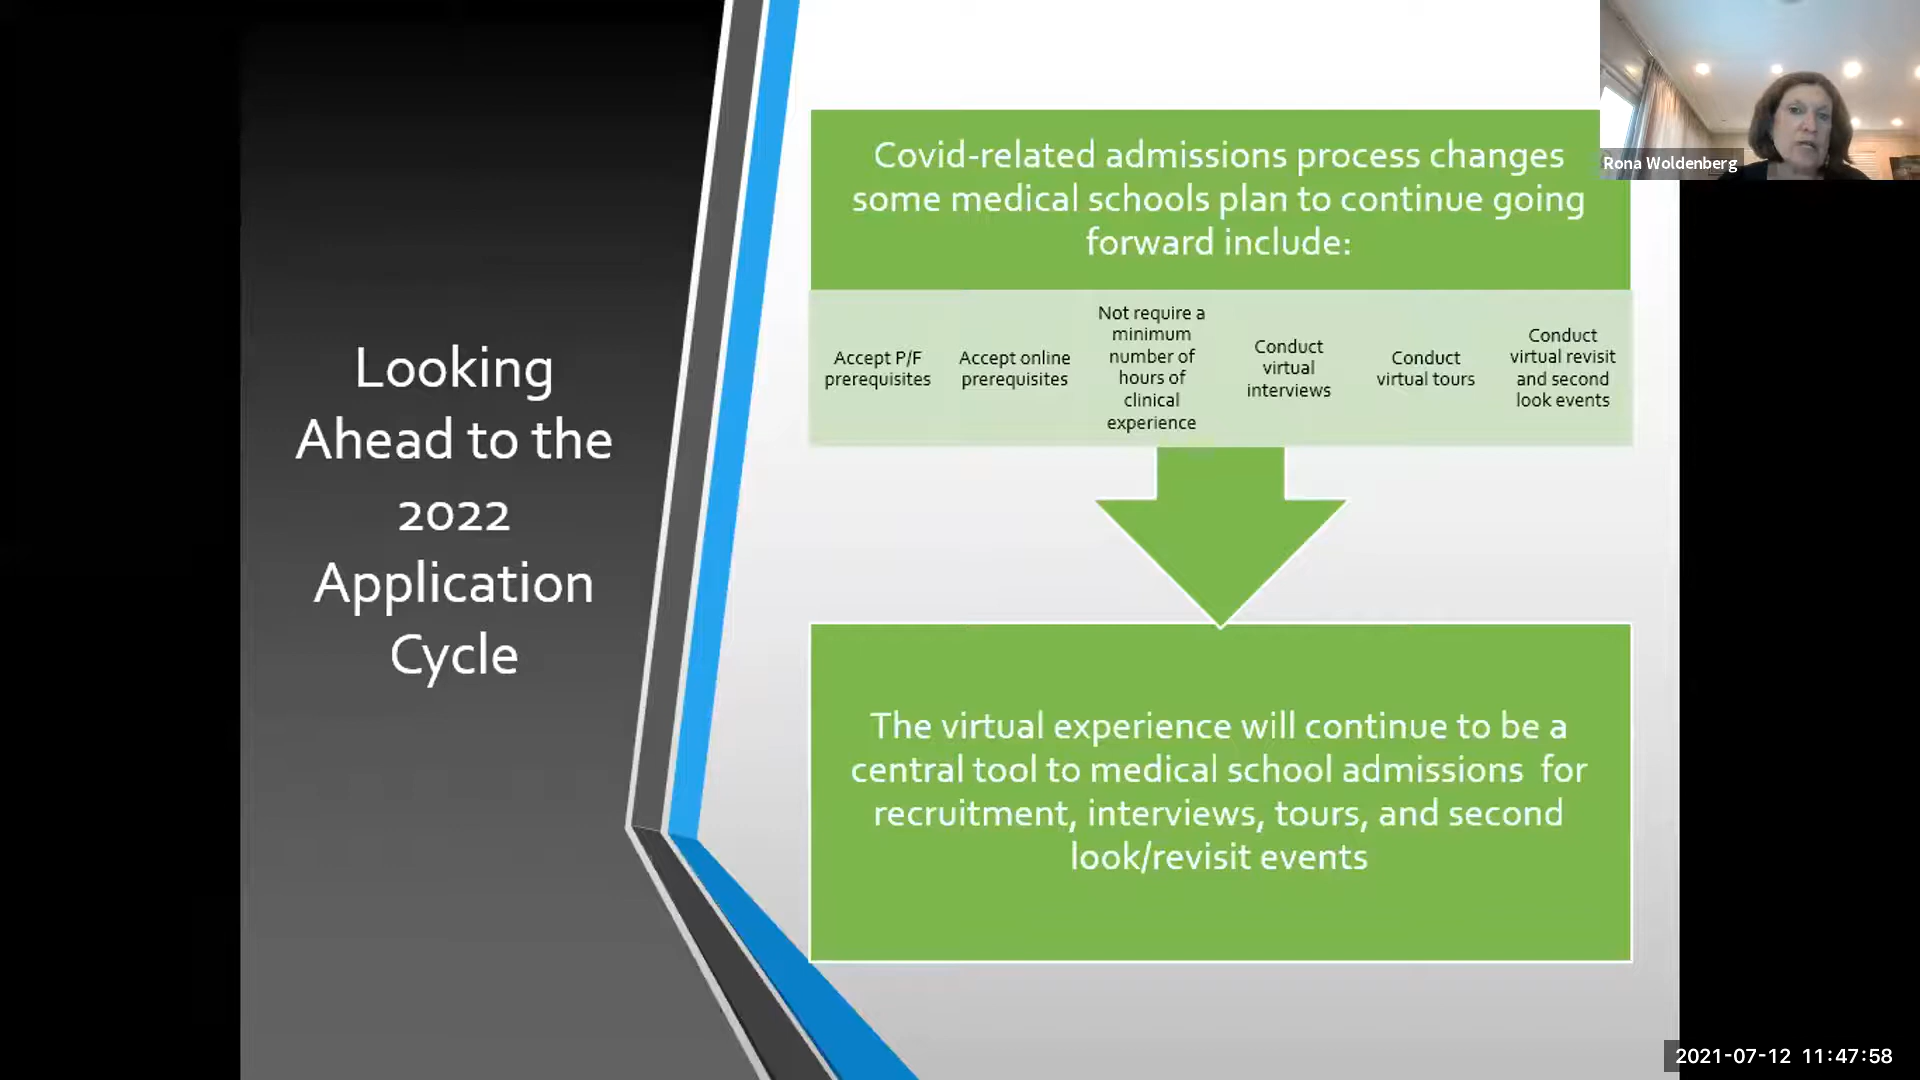 Looking
Ahead to the
2022
Application
Cycle
Covid-related admissions process changes
some medical schools plan to continue going
forward include:
Accept P/F
prerequisites
Accept online
prerequisites
Not require a
minimum
number of
hours of
clinical
experience
Conduct
virtual
interviews
Conduct
virtual tours
Conduct
virtual revisit
and second
look events
The virtual experience will continue to be a
central tool to medical school admissions for
recruitment, interviews, tours, and second
look/revisit events
Rona Woldenberg
2021-07-12 11:47:58